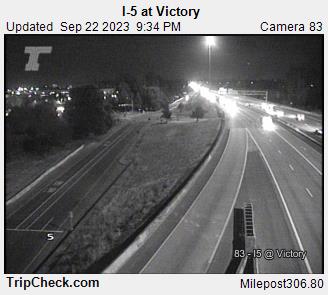 I-5 at Victory
Updated Sep 22 2023 9:34 PM Camera 83
T
5
83 - I5 @ Victory
TripCheck.com Milepost306.80